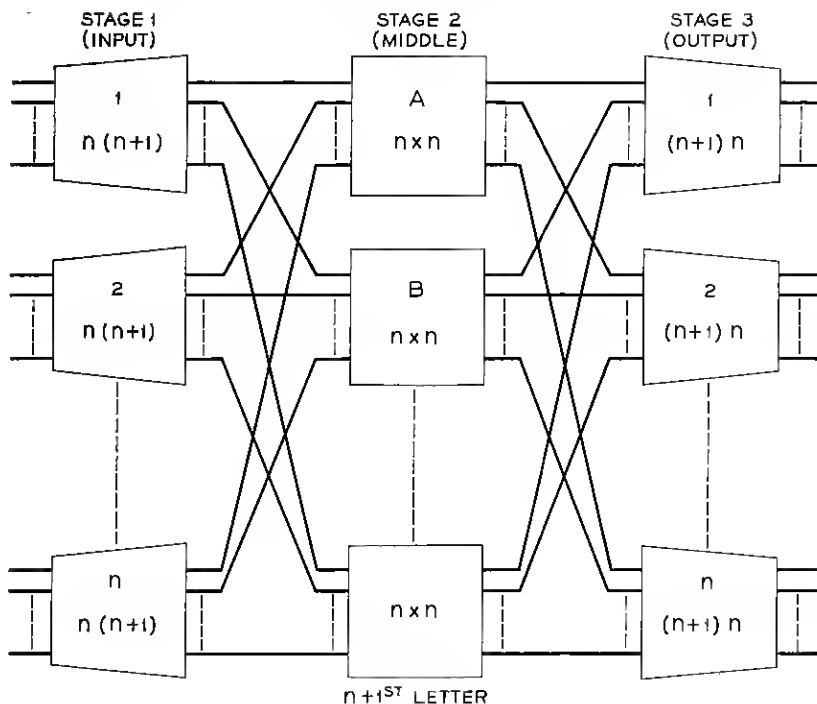 STAGE 1
(INPUT)
STAGE 2
(MIDDLE)
STAGE 3
(OUTPUT)
1
n (n+1)
A
n x n
1
(n+1) n
2
n (n+1)
B
n x n
2
(n+1) n
n
n (n+1)
n x n
n
(n+1) n
n+1ST LETTER